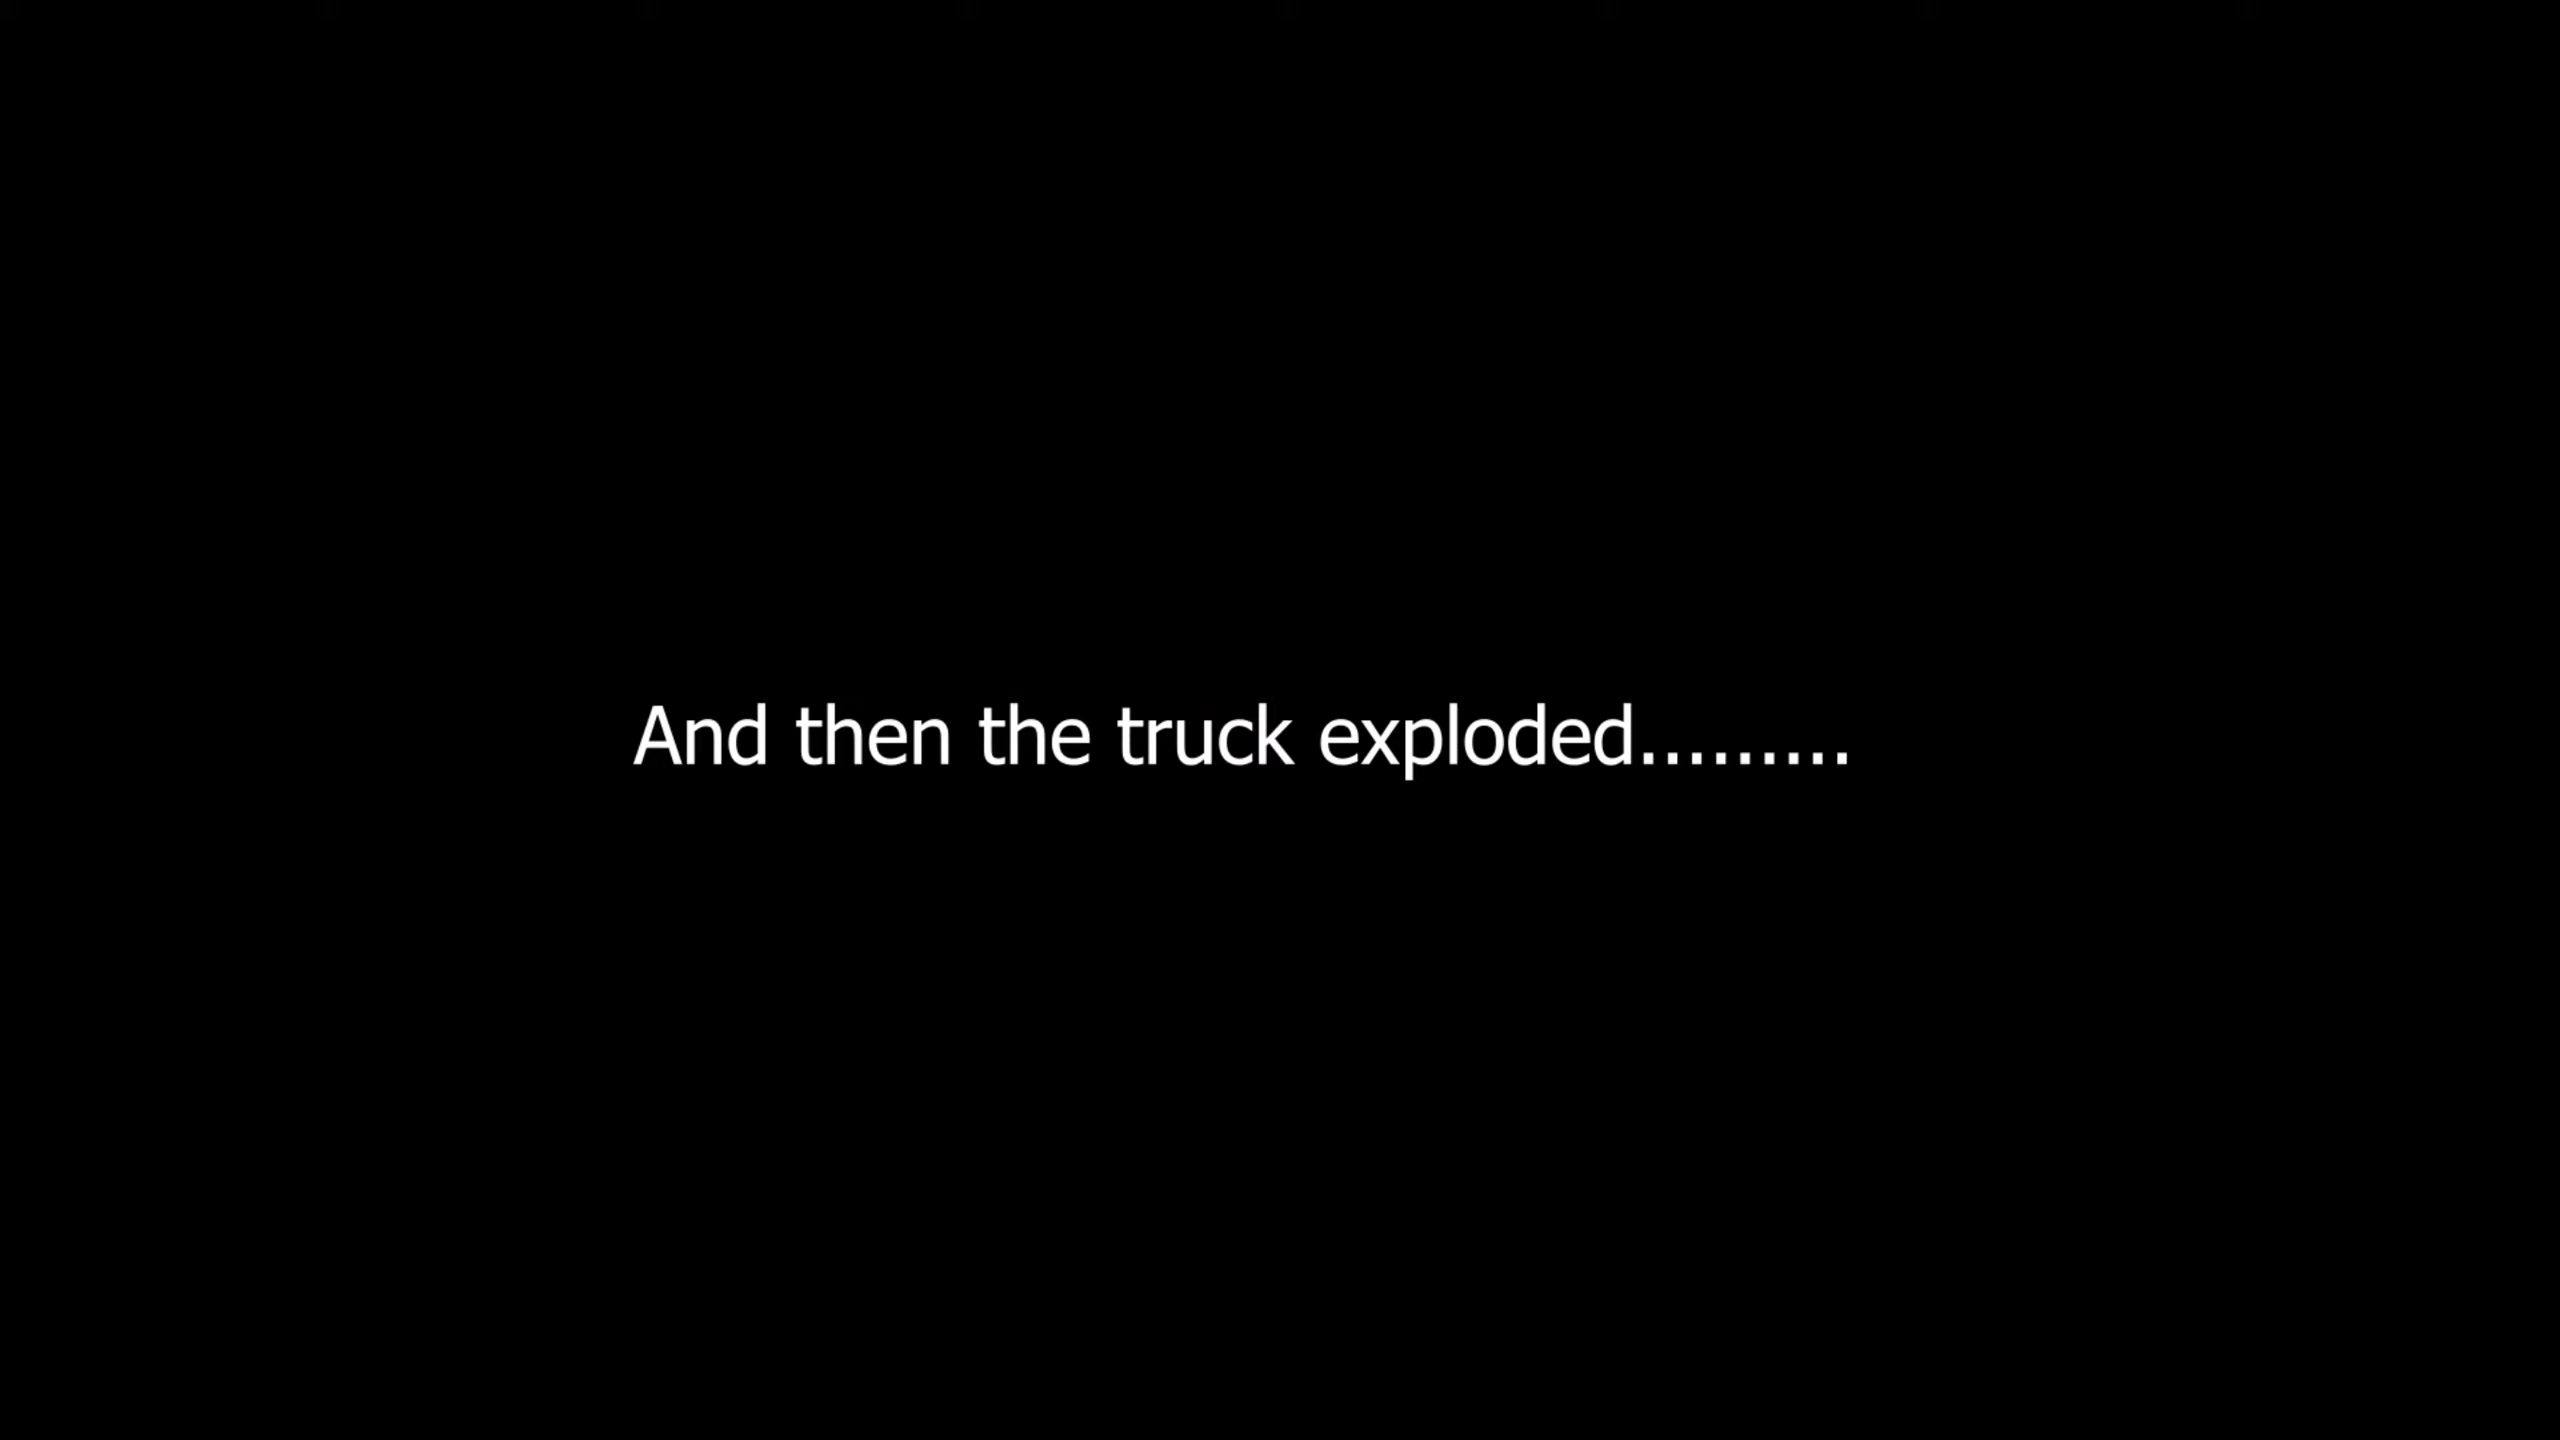 And then the truck exploded.........